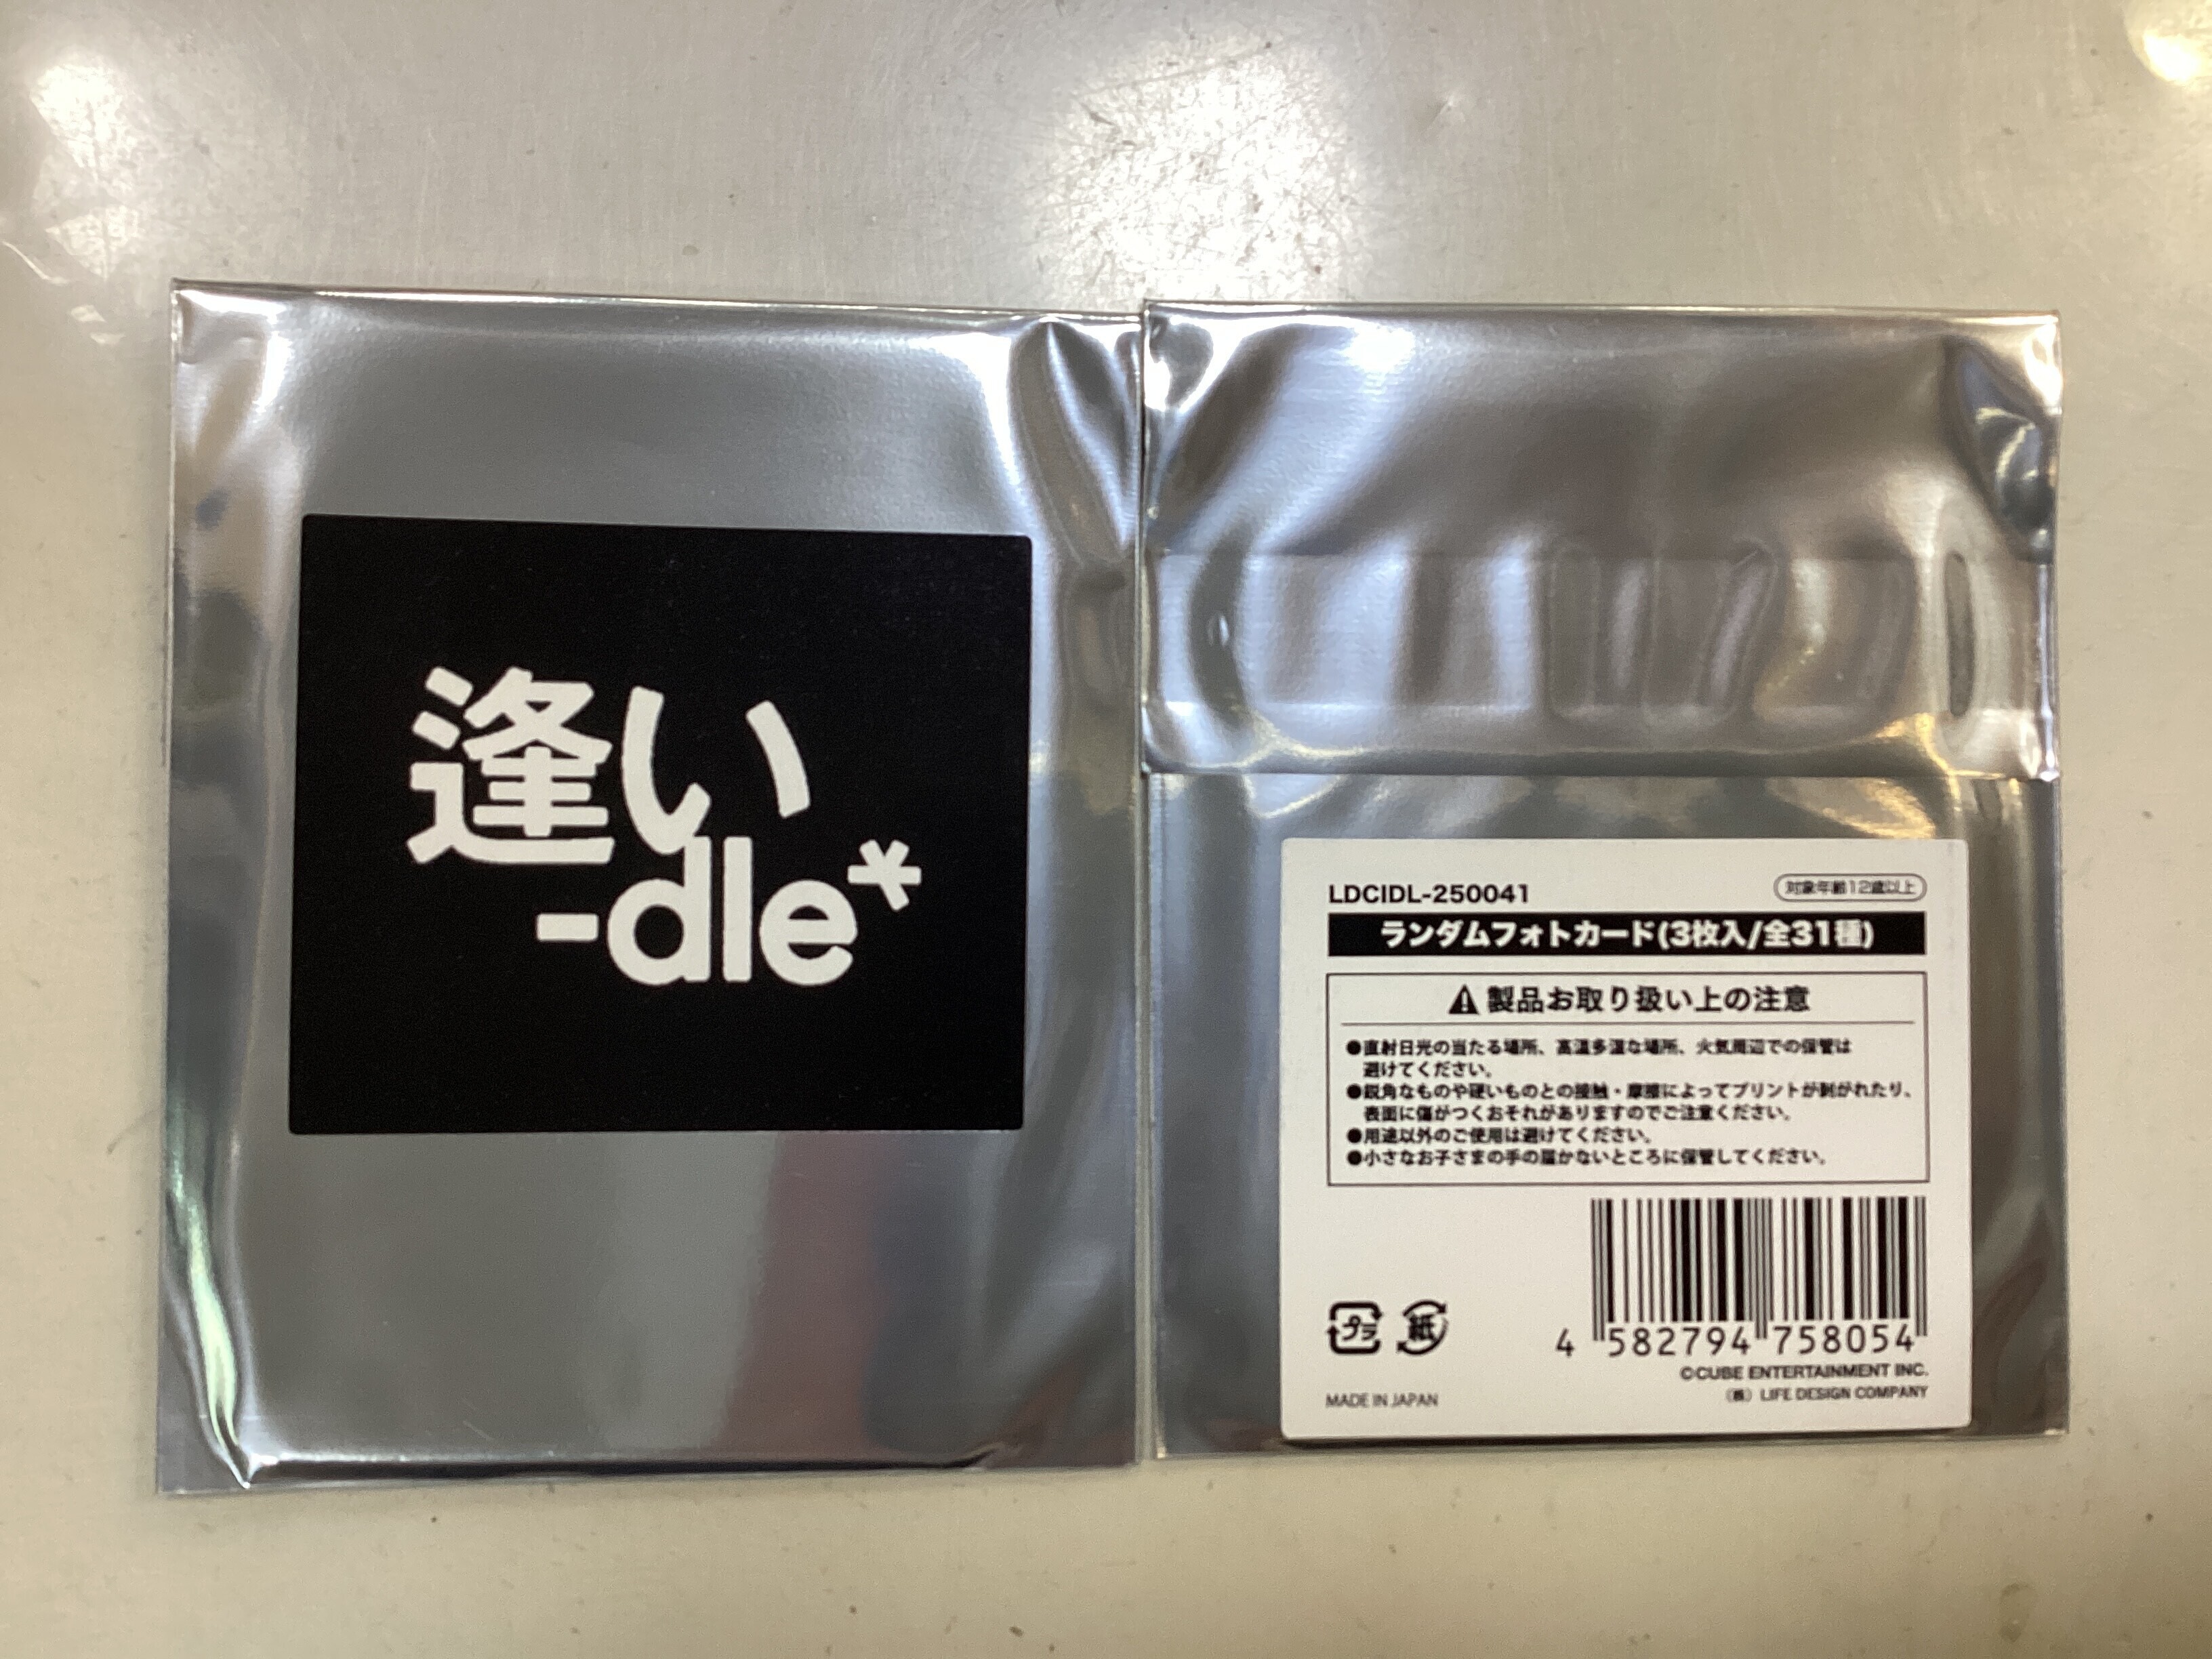 逢い
-dle*
LDCIDL-250041
対象年齢12歳以上
ランダムフォトカード(3枚入/全31種)
製品お取り扱い上の注意
●直射日光の当たる場所、高温多湿な場所、火気周辺での保管は
避けてください。
●鋭角なものや硬いものとの接触・摩擦によってプリントが剥がれたり、
表面に傷がつくおそれがありますのでご注意ください。
●用途以外のご使用は避けてください。
●小さなお子さまの手の届かないところに保管してください。
プラ
紙
4 582794 758054
©CUBE ENTERTAINMENT INC.
(株) LIFE DESIGN COMPANY
MADE IN JAPAN